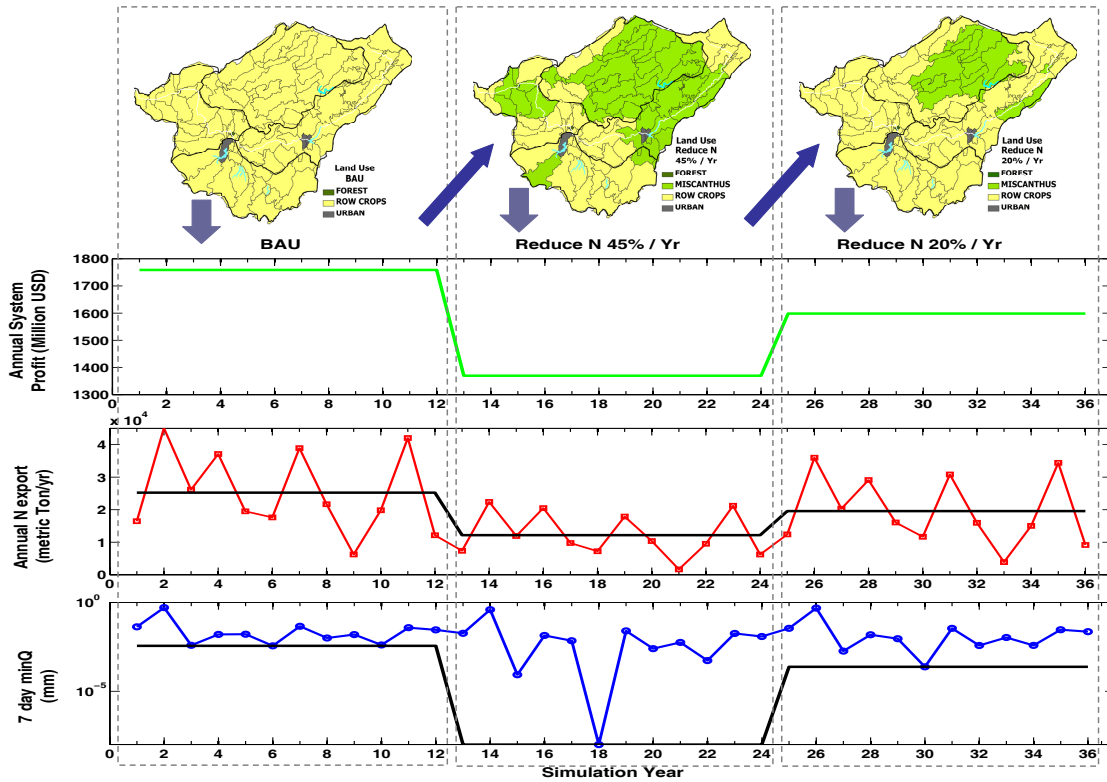 Land Use
BAU
FOREST
ROW CROPS
URBAN
Land Use
Reduce N
45% / Yr
FOREST
MISCANTHUS
ROW CROPS
URBAN
Land Use
Reduce N
20% / Yr
FOREST
MISCANTHUS
ROW CROPS
URBAN
BAU
Reduce N 45% / Yr
Reduce N 20% / Yr
Annual System
Profit (Million USD)
1800
1700
1600
1500
1400
1300
0 2 4 6 8 10 12 14 16 18 20 22 24 26 28 30 32 34 36
x 10^4
Annual N export
(metric Ton/yr)
4
3
2
1
0
0 2 4 6 8 10 12 14 16 18 20 22 24 26 28 30 32 34 36
7 day minQ
(mm)
10^0
10^-5
0 2 4 6 8 10 12 14 16 18 20 22 24 26 28 30 32 34 36
Simulation Year